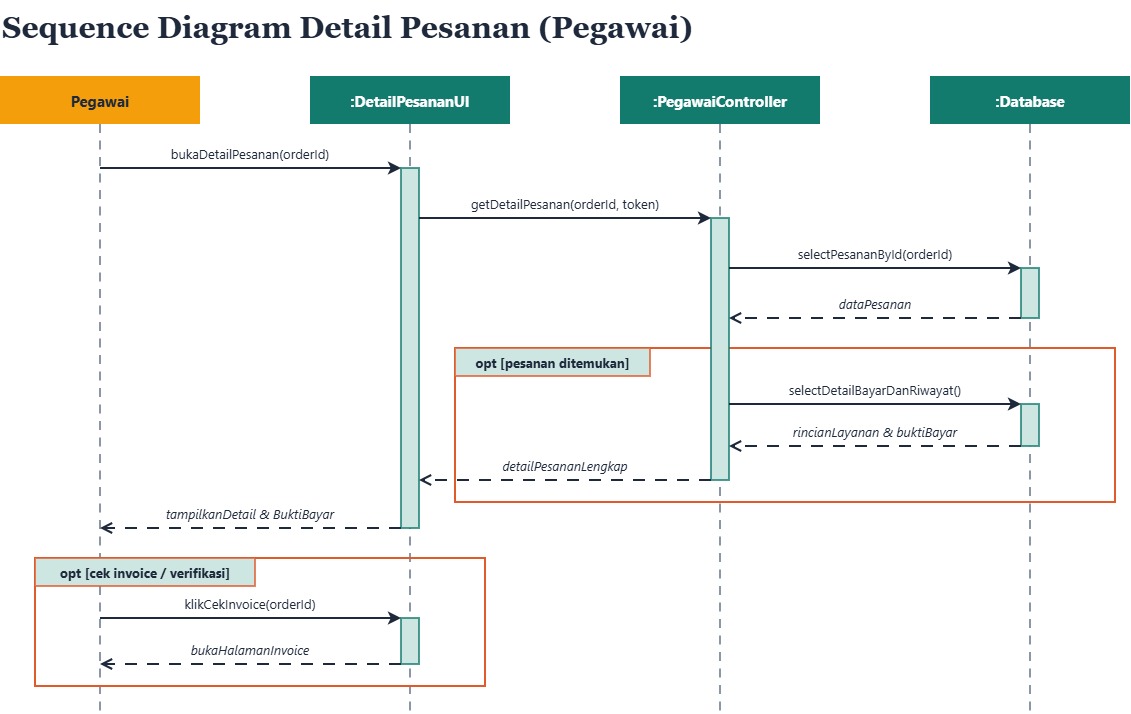 Sequence Diagram Detail Pesanan (Pegawai)
Pegawai
:DetailPesananUI
:PegawaiController
:Database
bukaDetailPesanan(orderId)
getDetailPesanan(orderId, token)
selectPesananById(orderId)
dataPesanan
opt [pesanan ditemukan]
selectDetailBayarDanRiwayat()
rincianLayanan & buktiBayar
detailPesananLengkap
tampilkanDetail & BuktiBayar
opt [cek invoice / verifikasi]
klikCekInvoice(orderId)
bukaHalamanInvoice